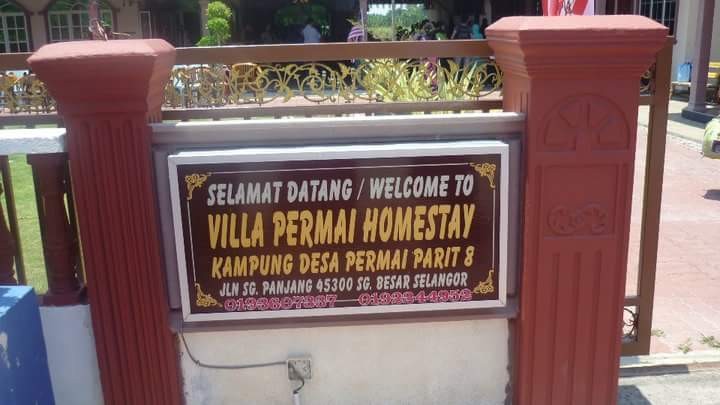 SELAMAT DATANG / WELCOME TO
VILLA PERMAI HOMESTAY
KAMPUNG DESA PERMAI PARIT 8
JLN SG. PANJANG 45300 SG. BESAR SELANGOR